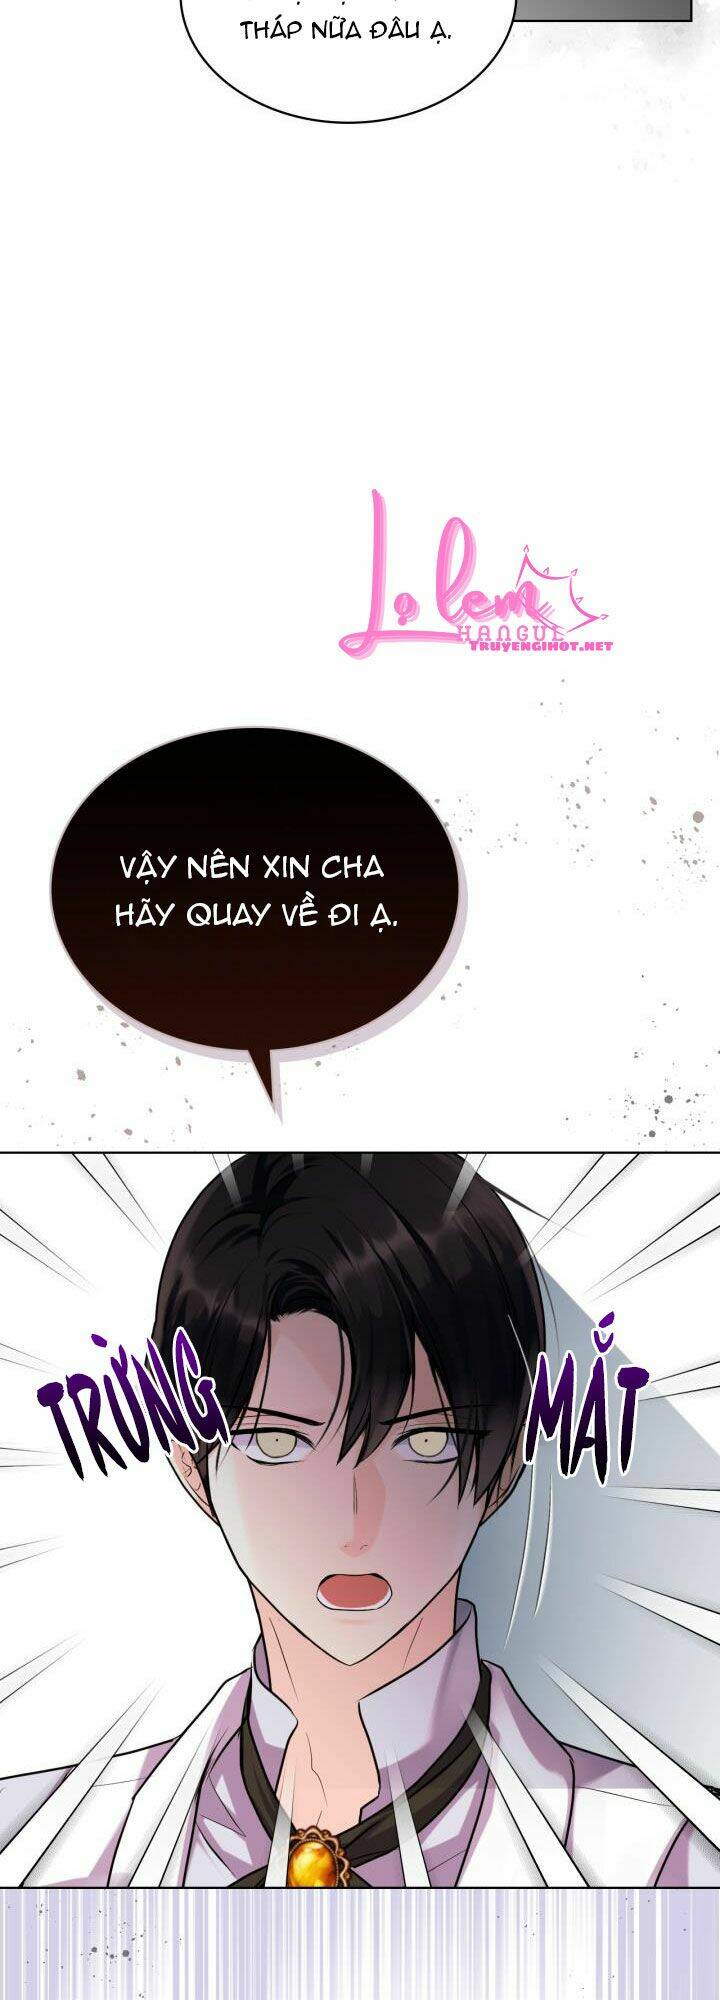 THÁP NỮA ĐÂU Ạ.
Lọ lem
HANGUL
TRUYENGIHOT.NET
VẬY NÊN XIN CHA
HÃY QUAY VỀ ĐI Ạ.
TRỪNG
MẮT